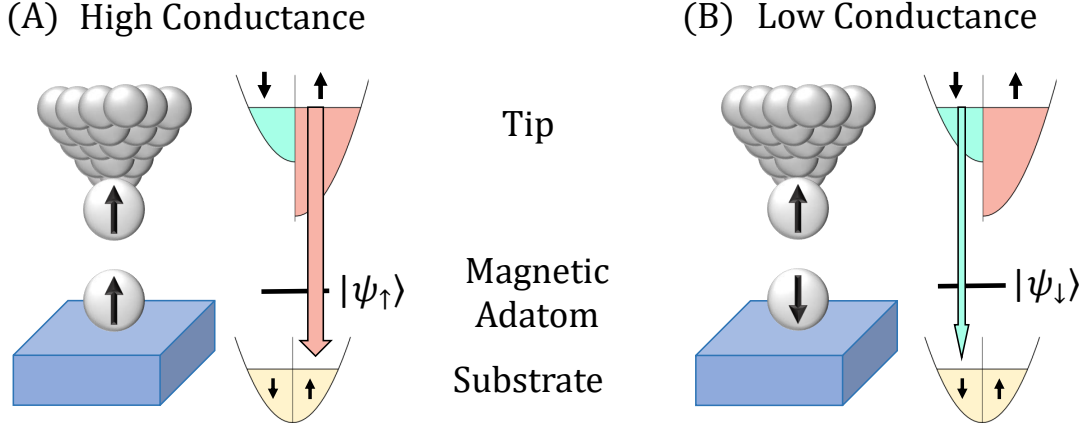 (A) High Conductance
(B) Low Conductance
Tip
Magnetic
Adatom
|ψ↑⟩
|ψ↓⟩
Substrate